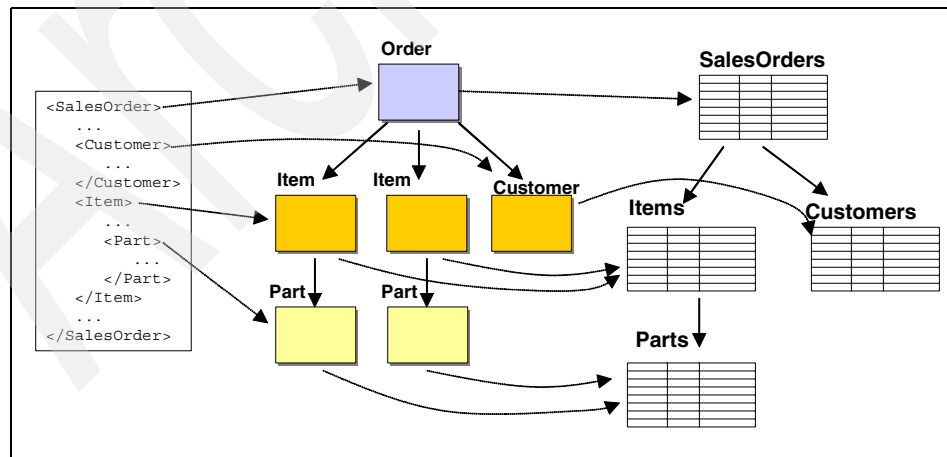 <SalesOrder>
...
<Customer>
...
</Customer>
<Item>
...
<Part>
...
</Part>
</Item>
...
</SalesOrder>
Order
Item
Item
Customer
Part
Part
SalesOrders
Items
Customers
Parts